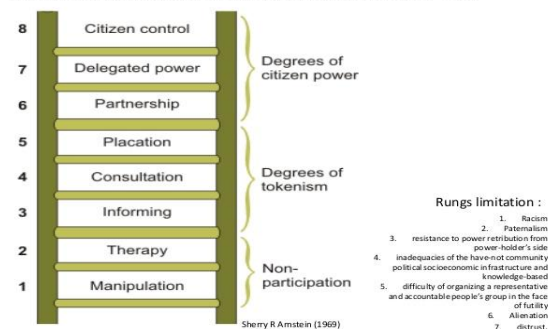 8 Citizen control
7 Delegated power
6 Partnership
Degrees of
citizen power
5 Placation
4 Consultation
3 Informing
Degrees of
tokenism
2 Therapy
1 Manipulation
Non-
participation
Sherry R Arnstein (1969)
Rungs limitation :
1. Racism
2. Paternalism
3. resistance to power retribution from
power-holder's side
4. inadequacies of the have-not community
political socioeconomic infrastructure and
knowledge-based
5. difficulty of organizing a representative
and accountable people's group in the face
of futility
6. Alienation
7. distrust.